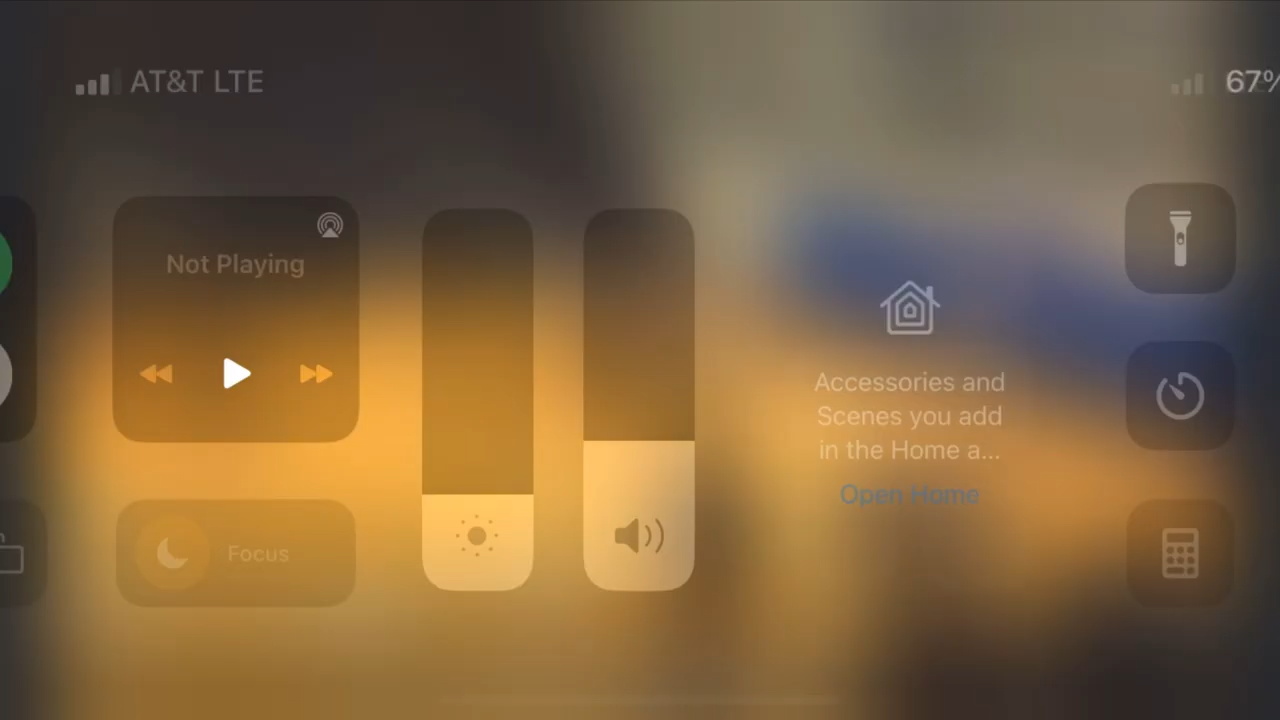 AT&T LTE
67%
Not Playing
Accessories and
Scenes you add
in the Home a...
Open Home
Focus